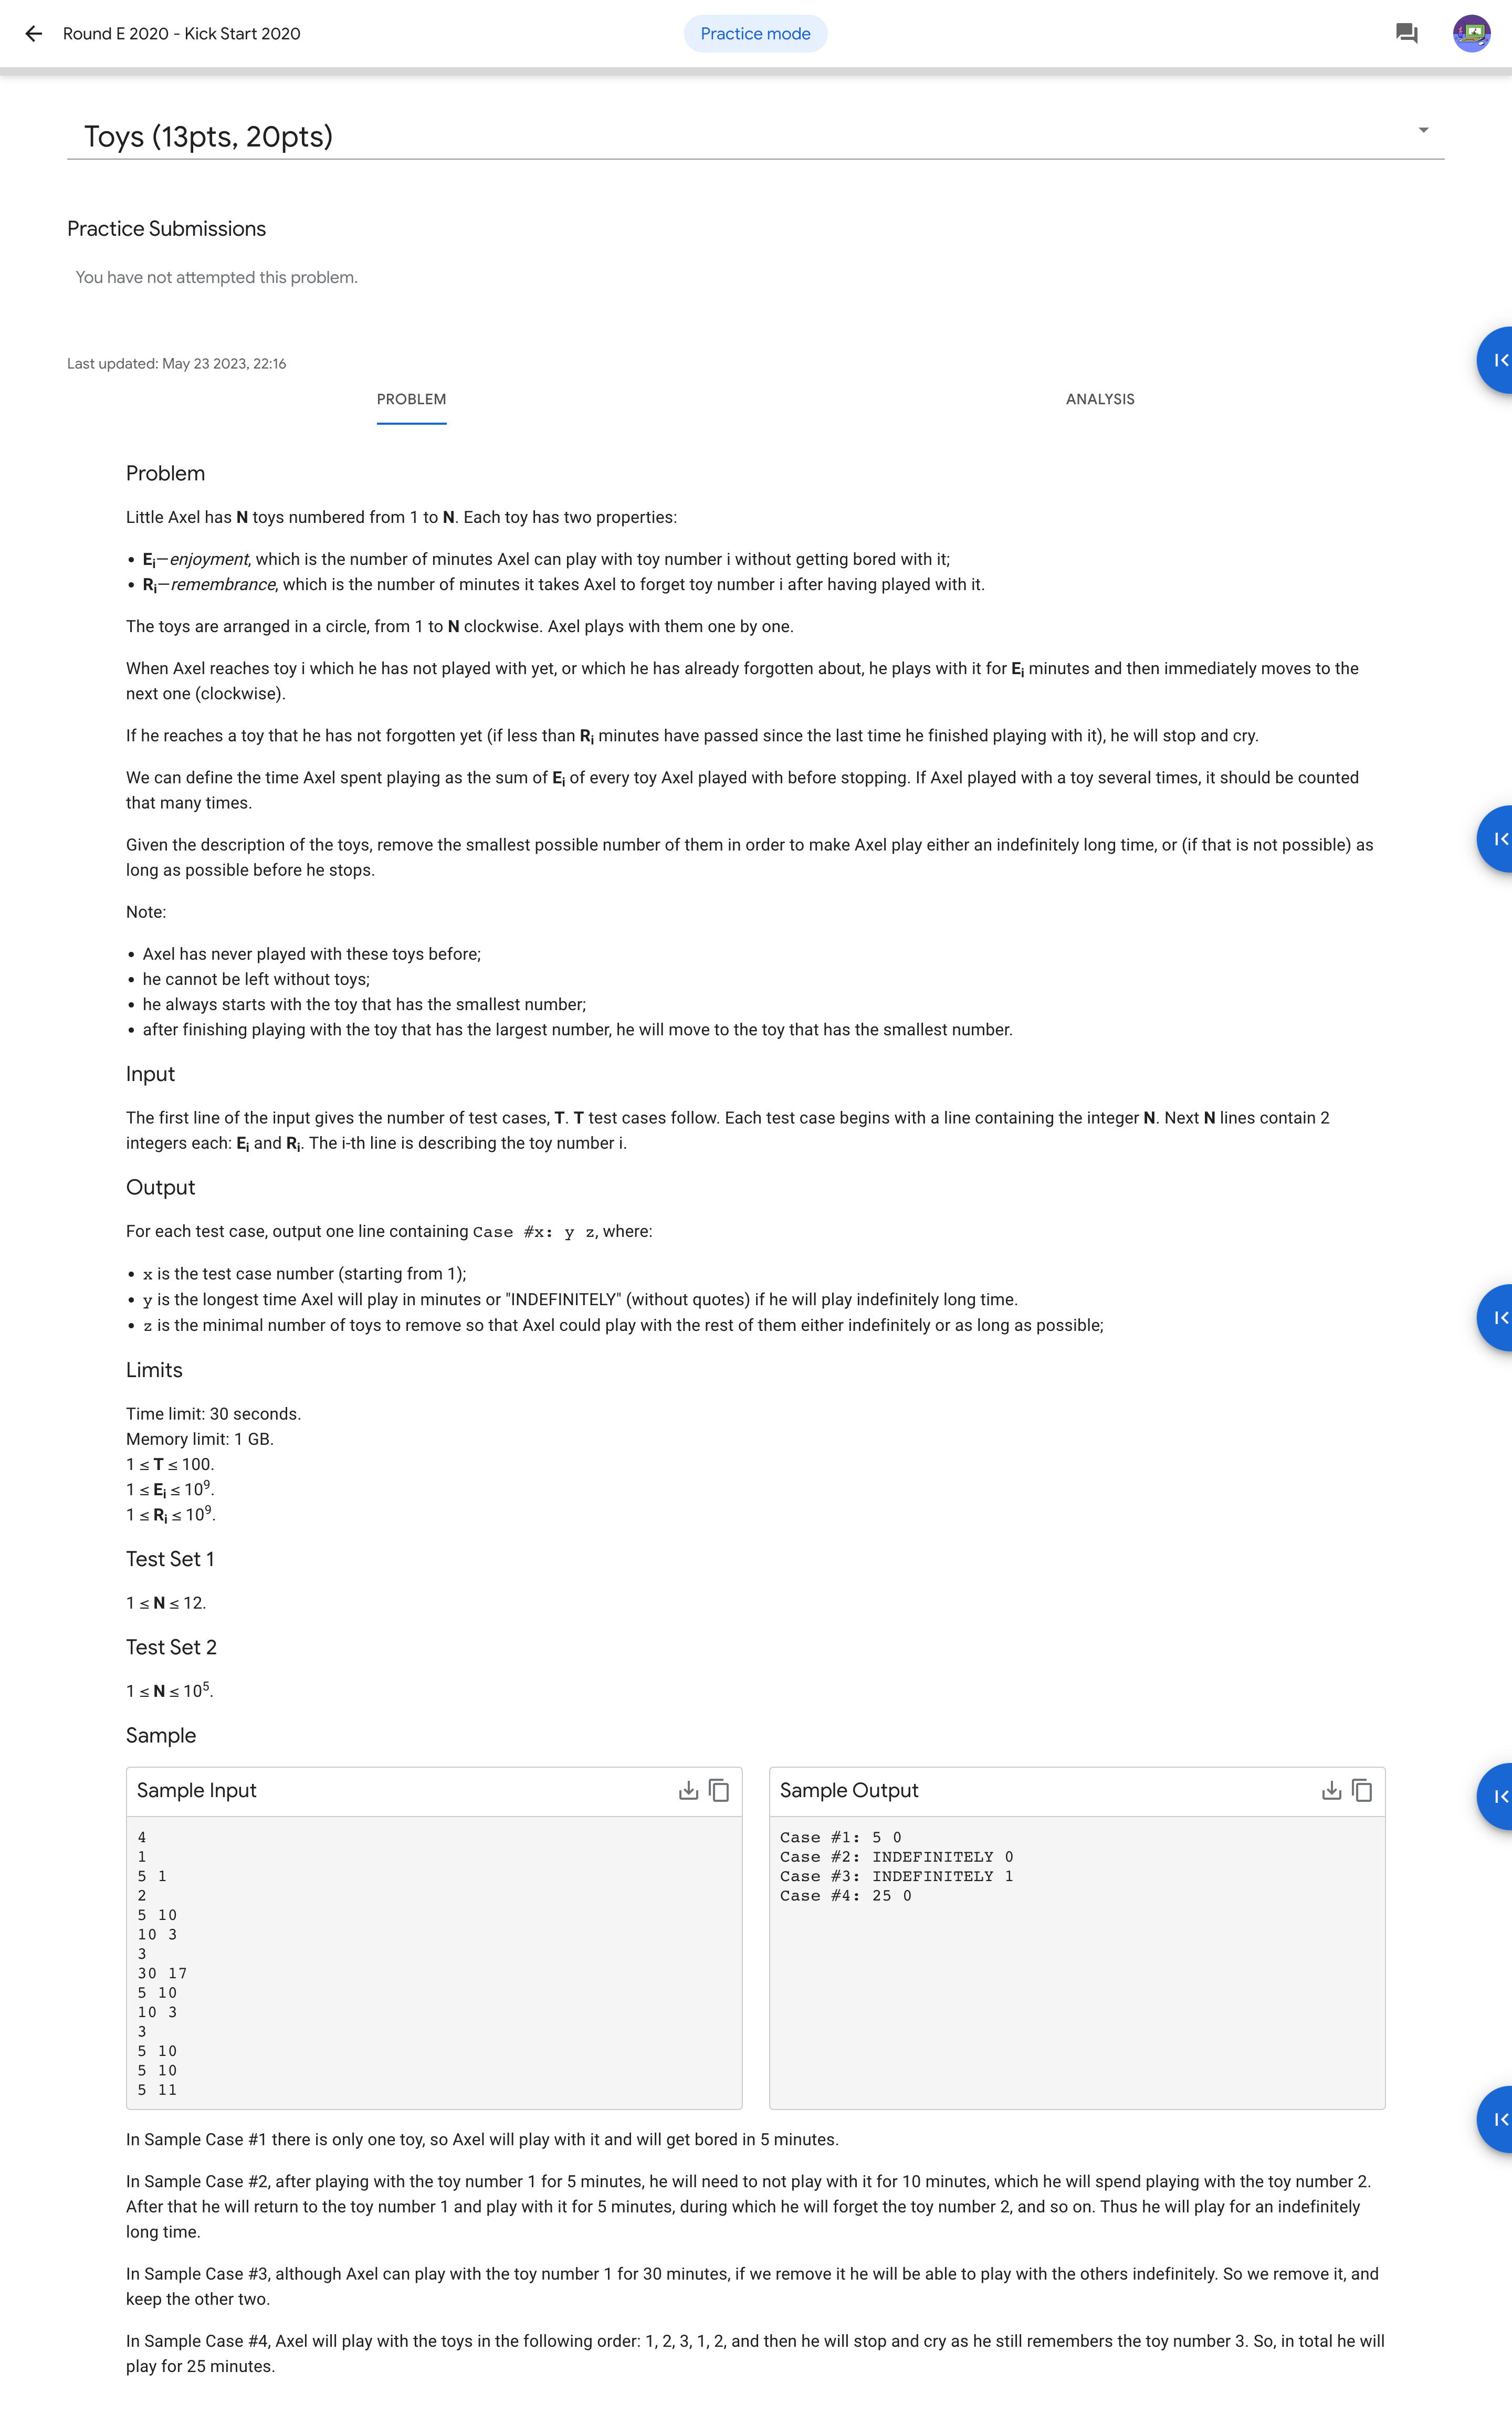 Round E 2020 - Kick Start 2020
Practice mode
Toys (13pts, 20pts)
Practice Submissions
You have not attempted this problem.
Last updated: May 23 2023, 22:16
PROBLEM
ANALYSIS
Problem
Little Axel has N toys numbered from 1 to N. Each toy has two properties:
• Ei—enjoyment, which is the number of minutes Axel can play with toy number i without getting bored with it;
• Ri—remembrance, which is the number of minutes it takes Axel to forget toy number i after having played with it.
The toys are arranged in a circle, from 1 to N clockwise. Axel plays with them one by one.
When Axel reaches toy i which he has not played with yet, or which he has already forgotten about, he plays with it for Ei minutes and then immediately moves to the
next one (clockwise).
If he reaches a toy that he has not forgotten yet (if less than Ri minutes have passed since the last time he finished playing with it), he will stop and cry.
We can define the time Axel spent playing as the sum of Ei of every toy Axel played with before stopping. If Axel played with a toy several times, it should be counted
that many times.
Given the description of the toys, remove the smallest possible number of them in order to make Axel play either an indefinitely long time, or (if that is not possible) as
long as possible before he stops.
Note:
• Axel has never played with these toys before;
• he cannot be left without toys;
• he always starts with the toy that has the smallest number;
• after finishing playing with the toy that has the largest number, he will move to the toy that has the smallest number.
Input
The first line of the input gives the number of test cases, T. T test cases follow. Each test case begins with a line containing the integer N. Next N lines contain 2
integers each: Ei and Ri. The i-th line is describing the toy number i.
Output
For each test case, output one line containing Case #x: y z, where:
• x is the test case number (starting from 1);
• y is the longest time Axel will play in minutes or "INDEFINITELY" (without quotes) if he will play indefinitely long time.
• z is the minimal number of toys to remove so that Axel could play with the rest of them either indefinitely or as long as possible;
Limits
Time limit: 30 seconds.
Memory limit: 1 GB.
1 ≤ T ≤ 100.
1 ≤ Ei ≤ 10⁹.
1 ≤ Ri ≤ 10⁹.
Test Set 1
1 ≤ N ≤ 12.
Test Set 2
1 ≤ N ≤ 10⁵.
Sample
Sample Input
4
1
5 1
2
5 10
10 3
3
30 17
5 10
10 3
3
5 10
5 10
5 11
Sample Output
Case #1: 5 0
Case #2: INDEFINITELY 0
Case #3: INDEFINITELY 1
Case #4: 25 0
In Sample Case #1 there is only one toy, so Axel will play with it and will get bored in 5 minutes.
In Sample Case #2, after playing with the toy number 1 for 5 minutes, he will need to not play with it for 10 minutes, which he will spend playing with the toy number 2.
After that he will return to the toy number 1 and play with it for 5 minutes, during which he will forget the toy number 2, and so on. Thus he will play for an indefinitely
long time.
In Sample Case #3, although Axel can play with the toy number 1 for 30 minutes, if we remove it he will be able to play with the others indefinitely. So we remove it, and
keep the other two.
In Sample Case #4, Axel will play with the toys in the following order: 1, 2, 3, 1, 2, and then he will stop and cry as he still remembers the toy number 3. So, in total he will
play for 25 minutes.